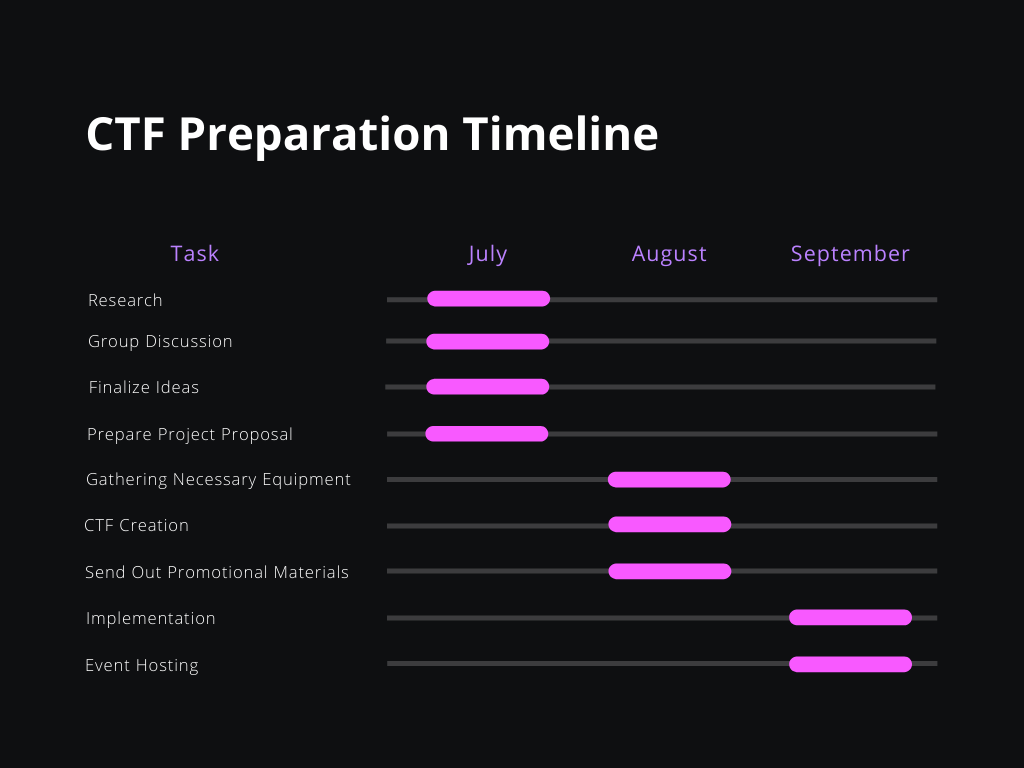 CTF Preparation Timeline
Task July August September
Research
Group Discussion
Finalize Ideas
Prepare Project Proposal
Gathering Necessary Equipment
CTF Creation
Send Out Promotional Materials
Implementation
Event Hosting